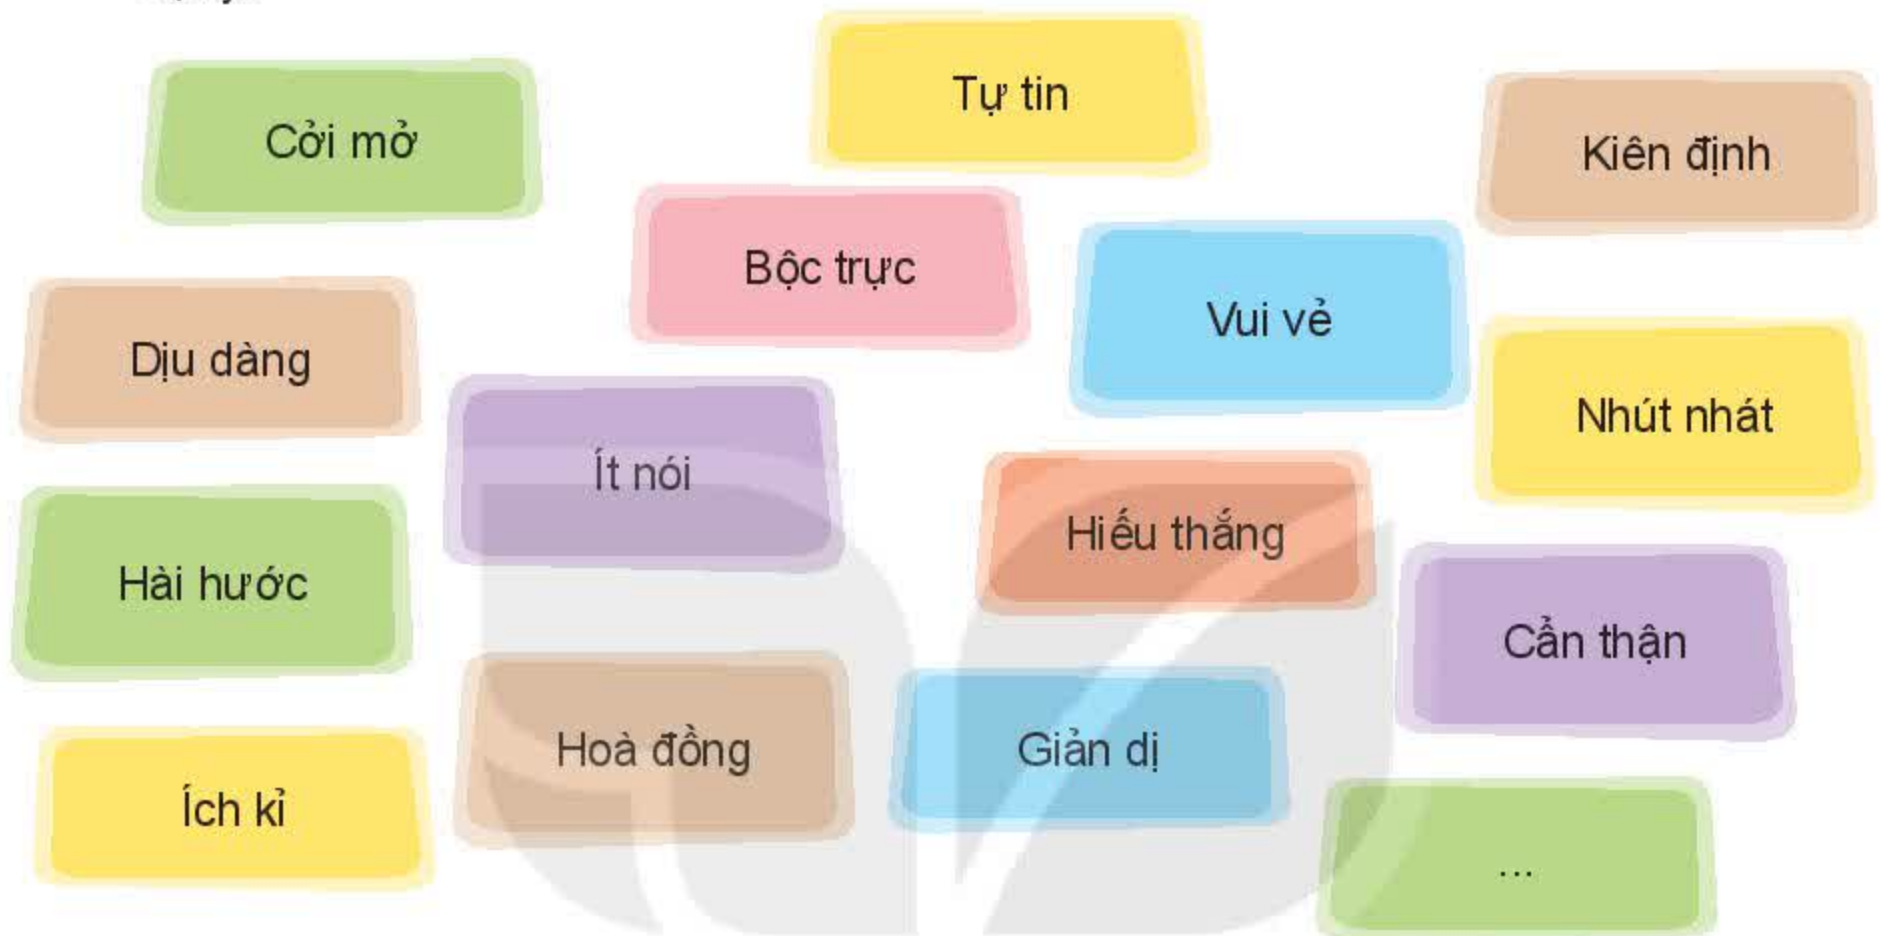 Cởi mở
Tự tin
Kiên định
Bộc trực
Vui vẻ
Dịu dàng
Nhút nhát
Ít nói
Hiếu thắng
Hài hước
Cẩn thận
Hoà đồng
Giản dị
Ích kỉ
...